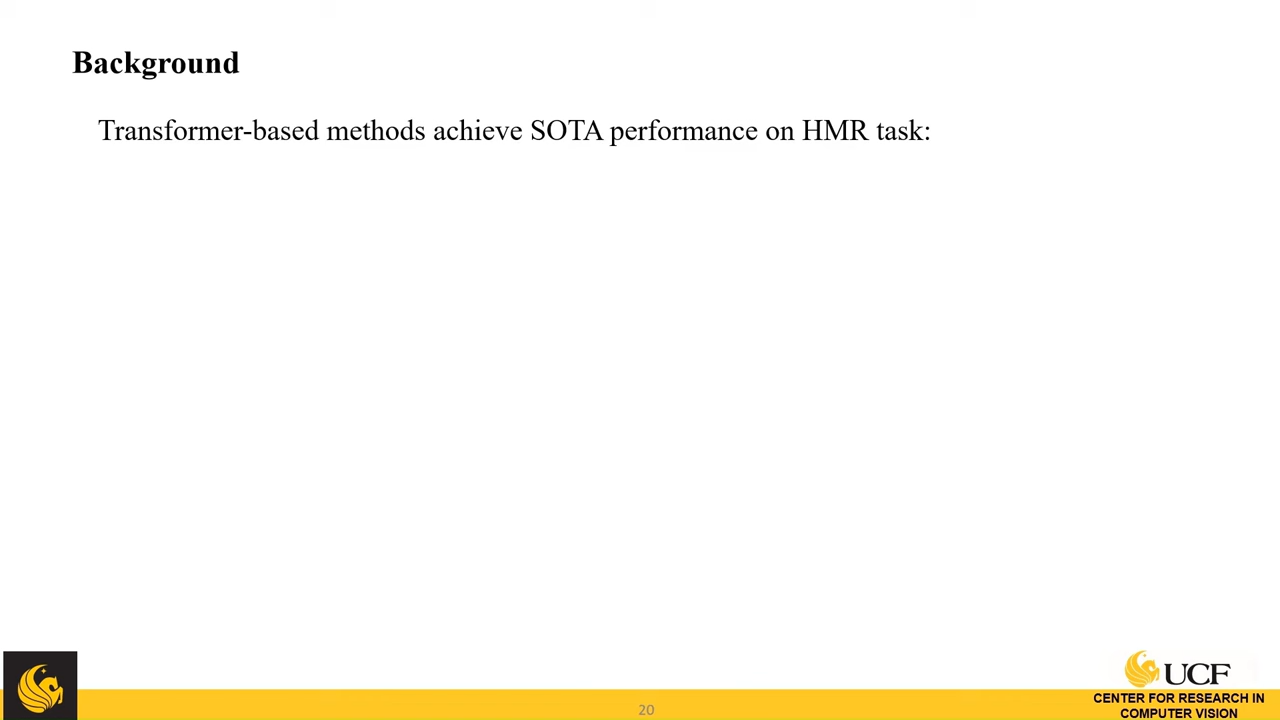 Background
Transformer-based methods achieve SOTA performance on HMR task:
UCF
CENTER FOR RESEARCH IN
COMPUTER VISION
20